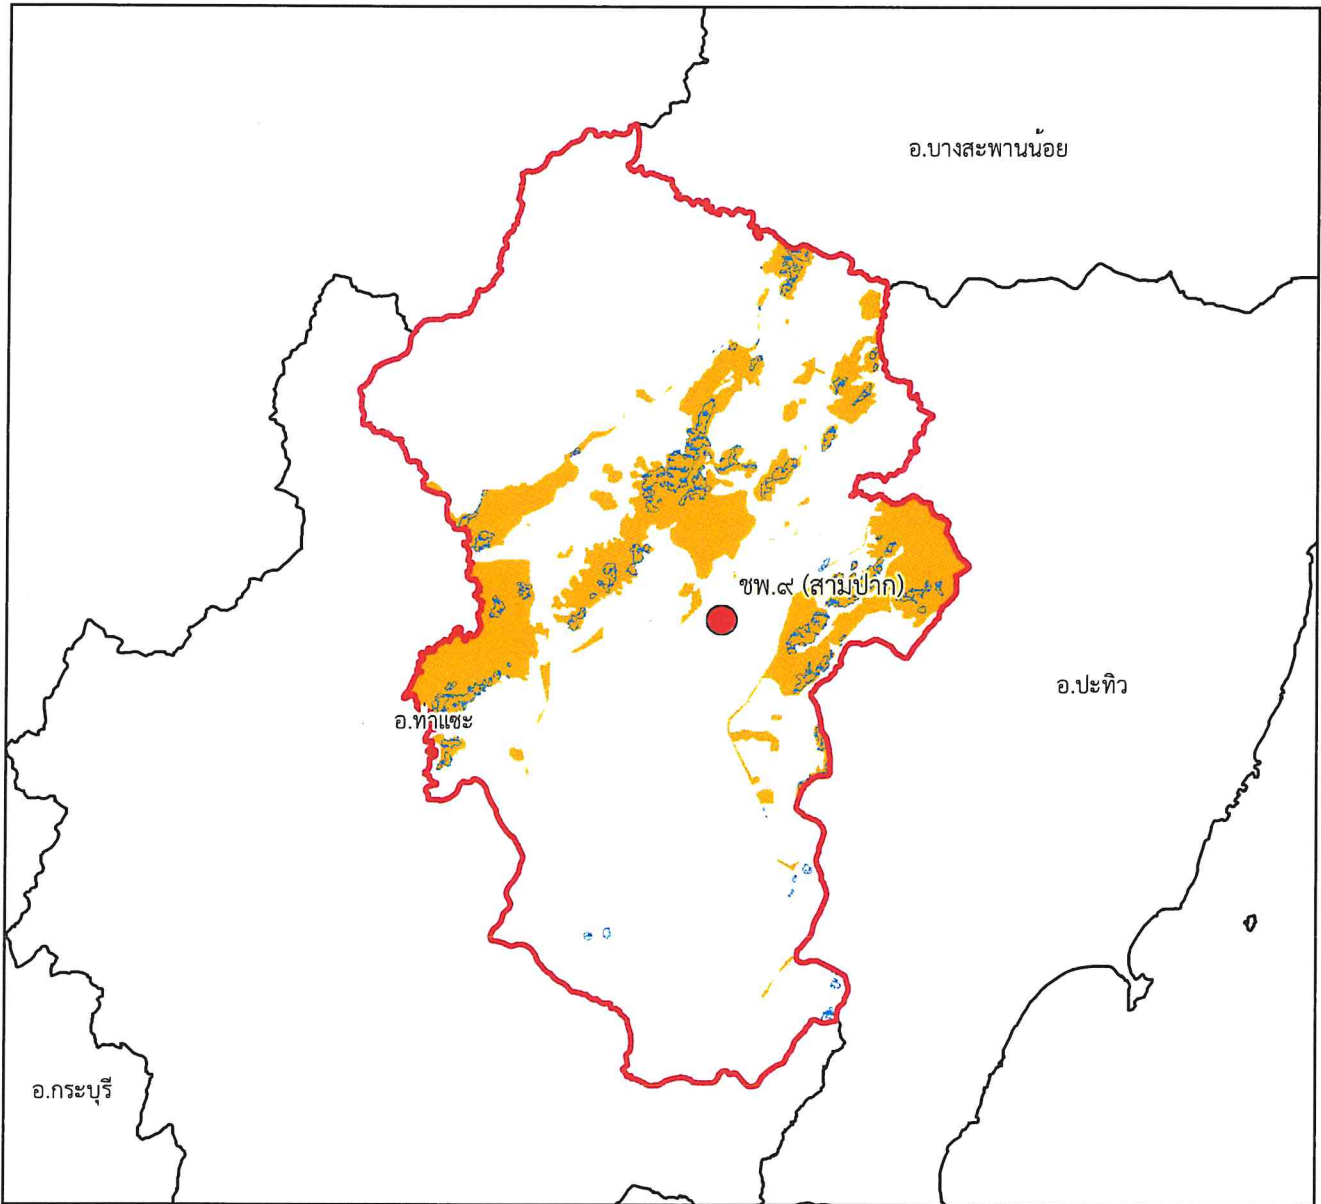 อ.บางสะพานน้อย
ชพ.๙ (สามปาก)
อ.ปะทิว
อ.ท่าแซะ
อ.กระบุรี